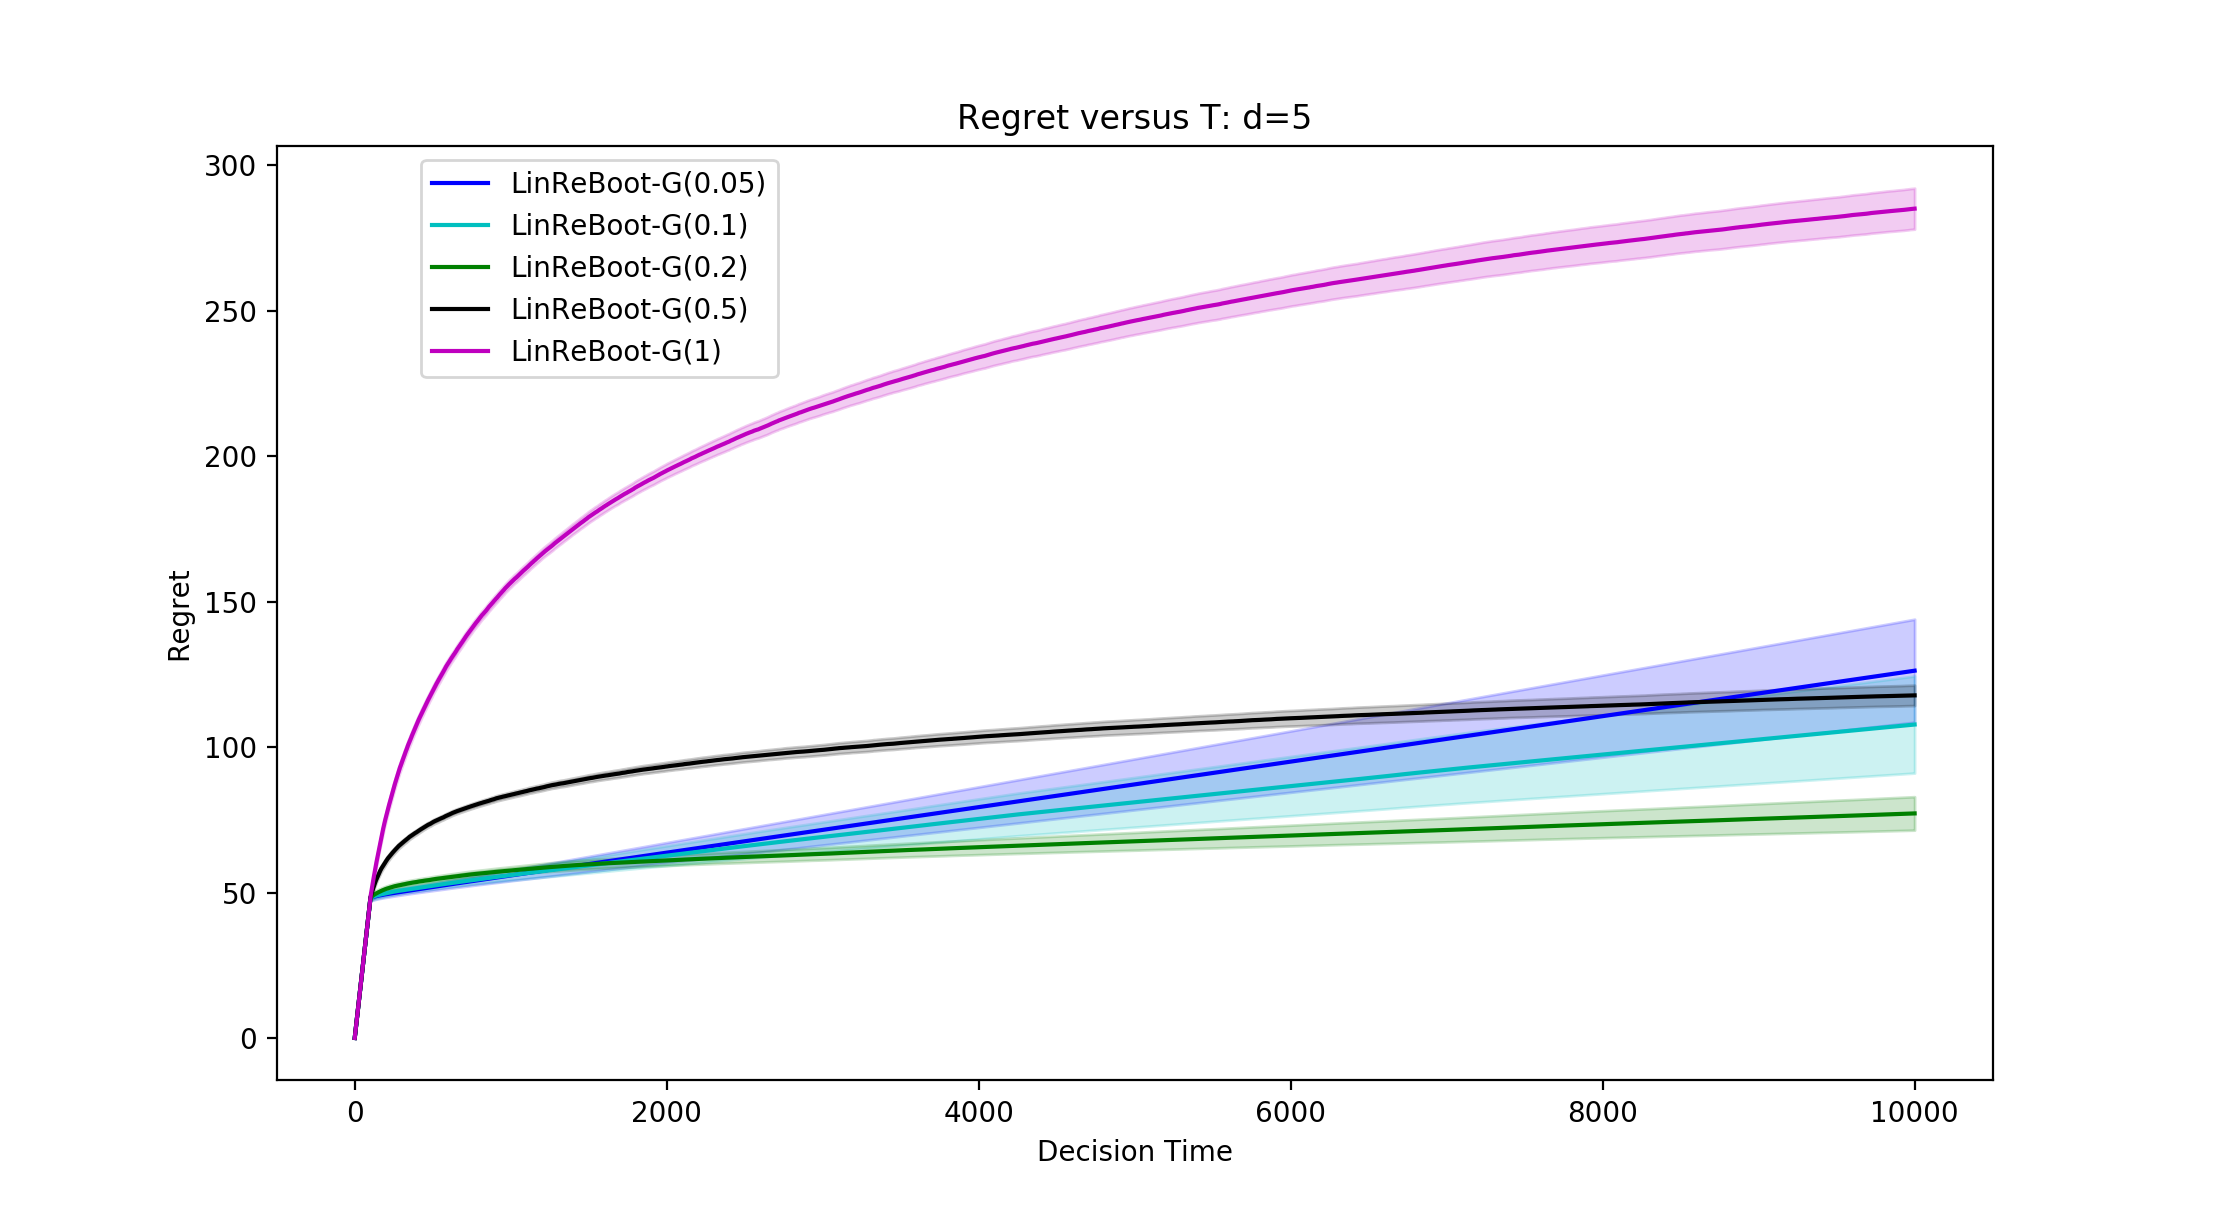 Regret versus T: d=5
LinReBoot-G(0.05)
LinReBoot-G(0.1)
LinReBoot-G(0.2)
LinReBoot-G(0.5)
LinReBoot-G(1)
300
250
200
150
100
50
0
Regret
0 2000 4000 6000 8000 10000
Decision Time